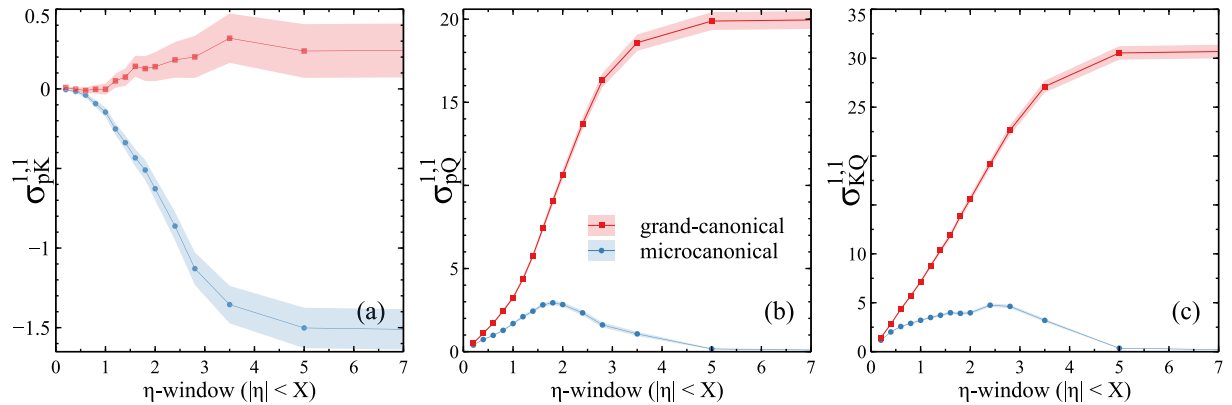 0.5
0
−1
−1.5
σ^{1,1}_{pK}
0 1 2 3 4 5 6 7
η-window (|η| < X)
(a)
20
15
10
5
0
σ^{1,1}_{pQ}
grand-canonical
microcanonical
0 1 2 3 4 5 6 7
η-window (|η| < X)
(b)
35
30
25
20
15
10
5
0
σ^{1,1}_{KQ}
0 1 2 3 4 5 6 7
η-window (|η| < X)
(c)